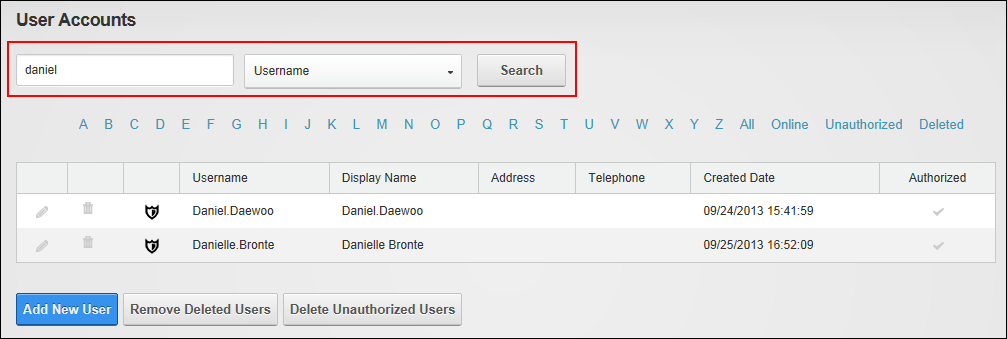 User Accounts
daniel Username Search
A B C D E F G H I J K L M N O P Q R S T U V W X Y Z All Online Unauthorized Deleted
Username Display Name Address Telephone Created Date Authorized
Daniel.Daewoo Daniel.Daewoo 09/24/2013 15:41:59
Danielle.Bronte Danielle Bronte 09/25/2013 16:52:09
Add New User Remove Deleted Users Delete Unauthorized Users